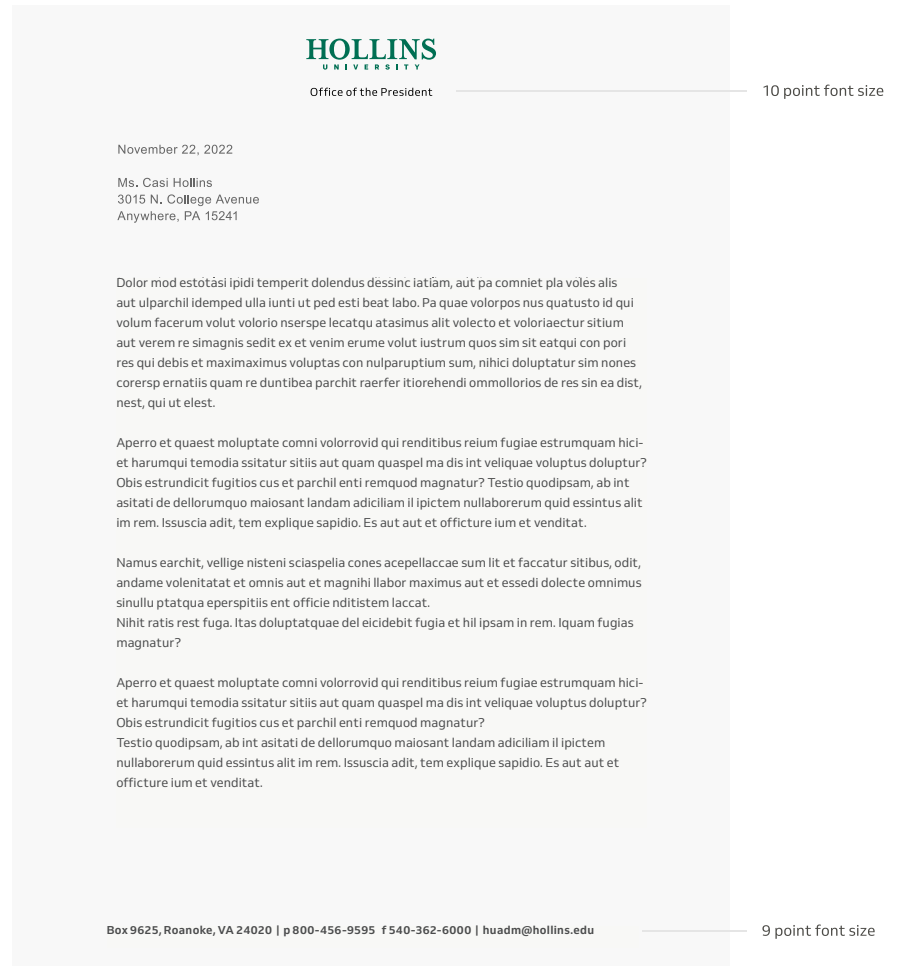 HOLLINS
UNIVERSITY
Office of the President
10 point font size
November 22, 2022
Ms. Casi Hollins
3015 N. College Avenue
Anywhere, PA 15241
Dolor mod estotasi ipidi temperit dolendus dessinc iatiam, aut pa comniet pla voles alis
aut ulparchil idemped ulla iunti ut ped esti beat labo. Pa quae volorpos nus quatusto id qui
volum facerum volut volorio nserspe lecatqu atasimus alit volecto et voloriaectur sitium
aut verem re simagnis sedit ex et venim erume volut iustrum quos sim sit eatqui con pori
res qui debis et maximaximus voluptas con nulparuptium sum, nihici doluptatur sim nones
corersp ernatiis quam re duntibea parchit raerfer itiorehendi ommollorios de res sin ea dist,
nest, qui ut elest.
Aperro et quaest moluptate comni volorrovid qui renditibus reium fugiae estrumquam hici-
et harumqui temodia ssitatur sitiis aut quam quaspel ma dis int veliquae voluptus doluptur?
Obis estrundicit fugitios cus et parchil enti remquod magnatur? Testio quodipsam, ab int
asitati de dellorumquo maiosant landam adiciliam il ipictem nullaborerum quid essintus alit
im rem. Issuscia adit, tem explique sapidio. Es aut aut et officture ium et venditat.
Namus earchit, vellige nisteni sciaspelia cones acepellaccae sum lit et faccatur sitibus, odit,
andame volenitatat et omnis aut et magnihi llabor maximus aut et essedi dolecte omnimus
sinullu ptatqua eperspitiis ent officie nditistem laccat.
Nihit ratis rest fuga. Itas doluptatquae del eicidebit fugia et hil ipsam in rem. Iquam fugias
magnatur?
Aperro et quaest moluptate comni volorrovid qui renditibus reium fugiae estrumquam hici-
et harumqui temodia ssitatur sitiis aut quam quaspel ma dis int veliquae voluptus doluptur?
Obis estrundicit fugitios cus et parchil enti remquod magnatur?
Testio quodipsam, ab int asitati de dellorumquo maiosant landam adiciliam il ipictem
nullaborerum quid essintus alit im rem. Issuscia adit, tem explique sapidio. Es aut aut et
officture ium et venditat.
Box 9625, Roanoke, VA 24020 | p 800-456-9595 f 540-362-6000 | huadm@hollins.edu
9 point font size